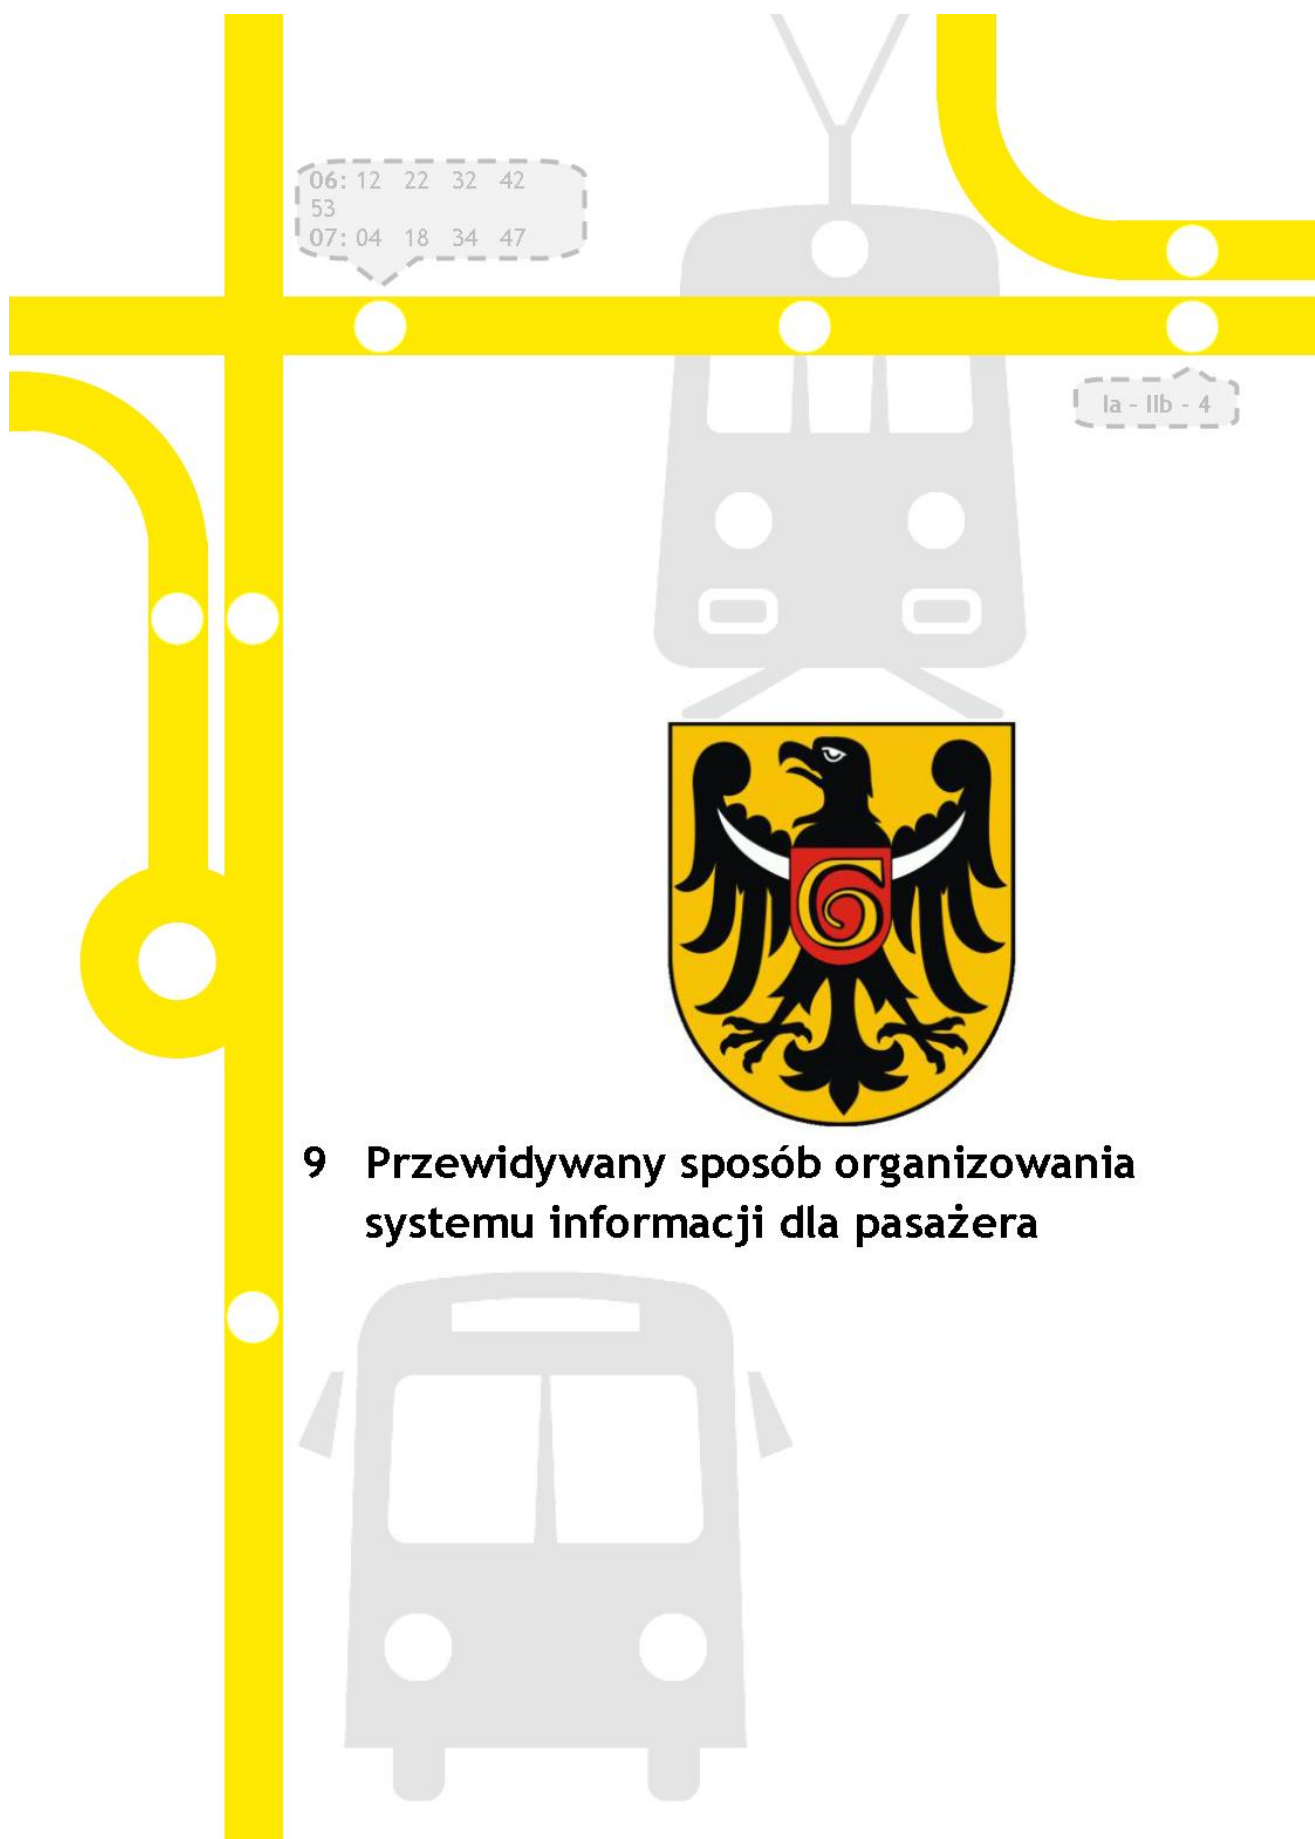 06: 12 22 32 42
53
07: 04 18 34 47
Ia - IIb - 4
G
9 Przewidywany sposób organizowania
systemu informacji dla pasażera